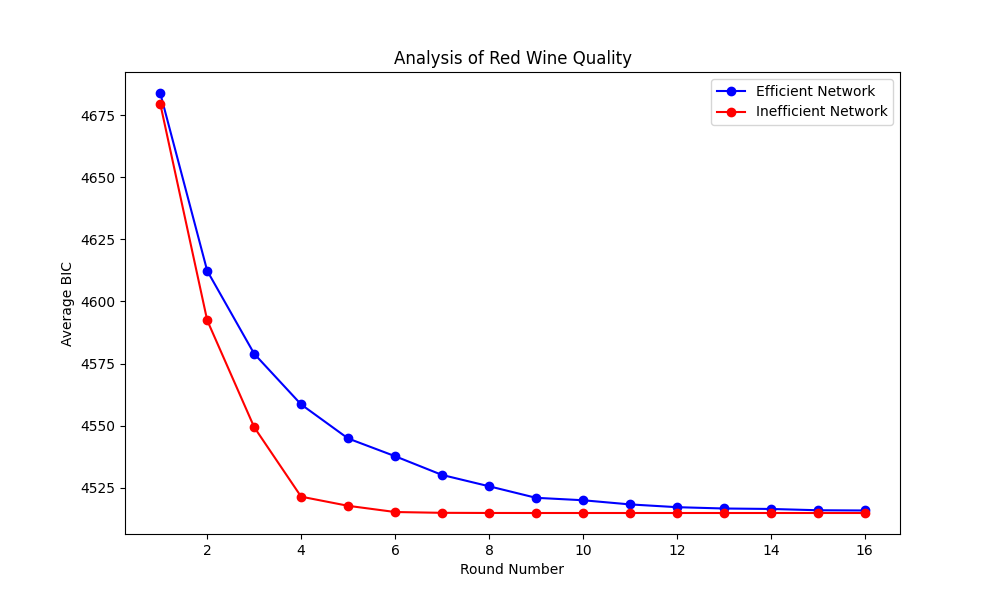 Analysis of Red Wine Quality
Efficient Network
Inefficient Network
Average BIC
4675
4650
4625
4600
4575
4550
4525
2 4 6 8 10 12 14 16
Round Number